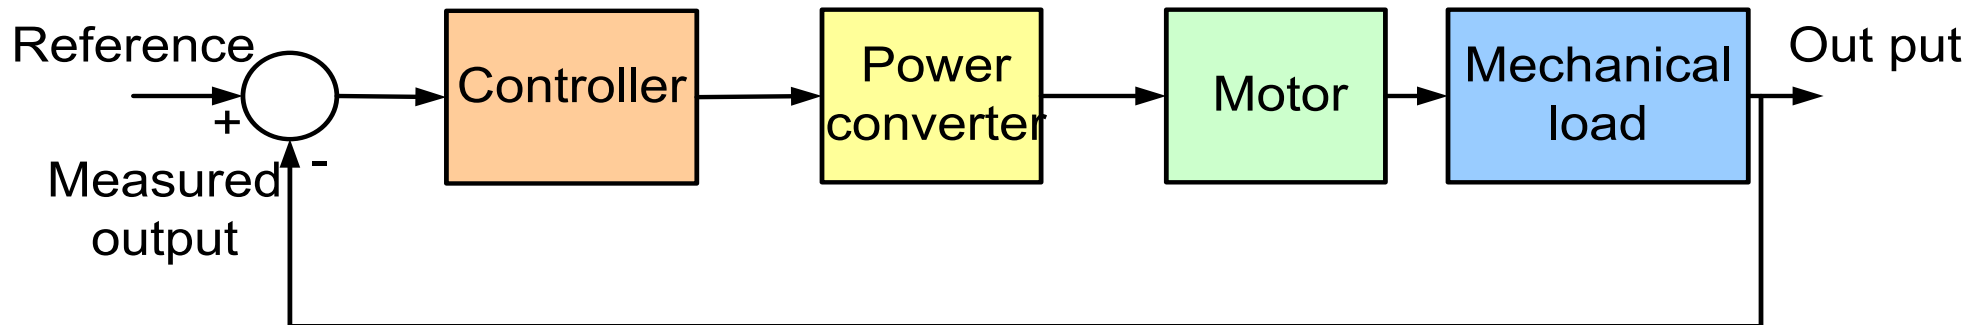 Reference
+
-
Measured
output
Controller
Power
converter
Motor
Mechanical
load
Out put